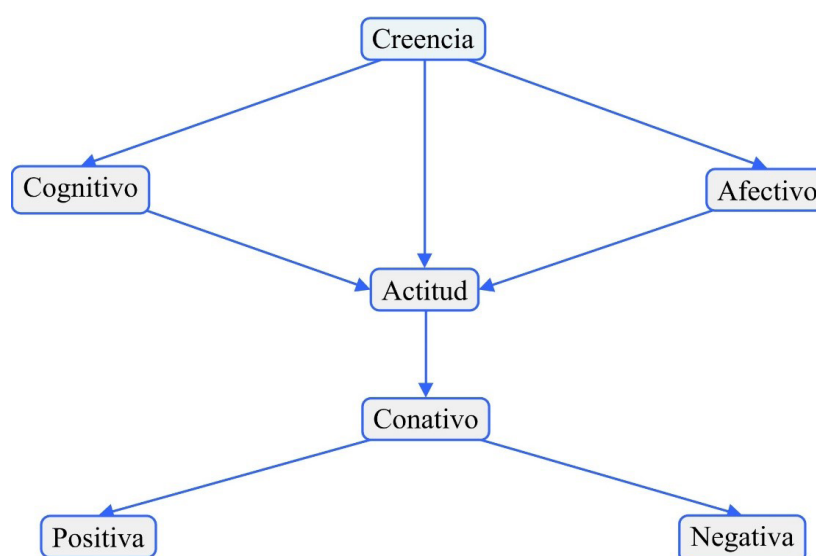 Creencia
Cognitivo
Afectivo
Actitud
Conativo
Positiva
Negativa